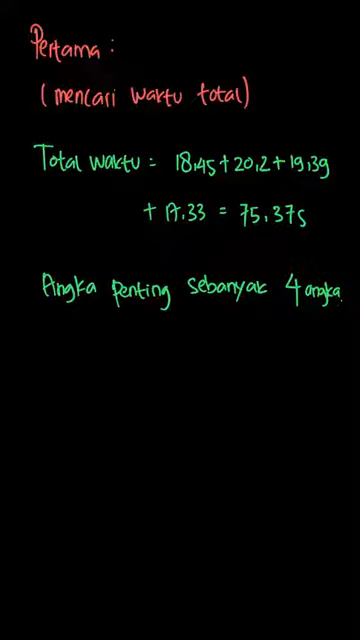 Pertama :
(mencari waktu total)
Total waktu = 18.45 + 20.2 + 19.39
+ 17.33 = 75.37 s
Angka penting sebanyak 4 angka.